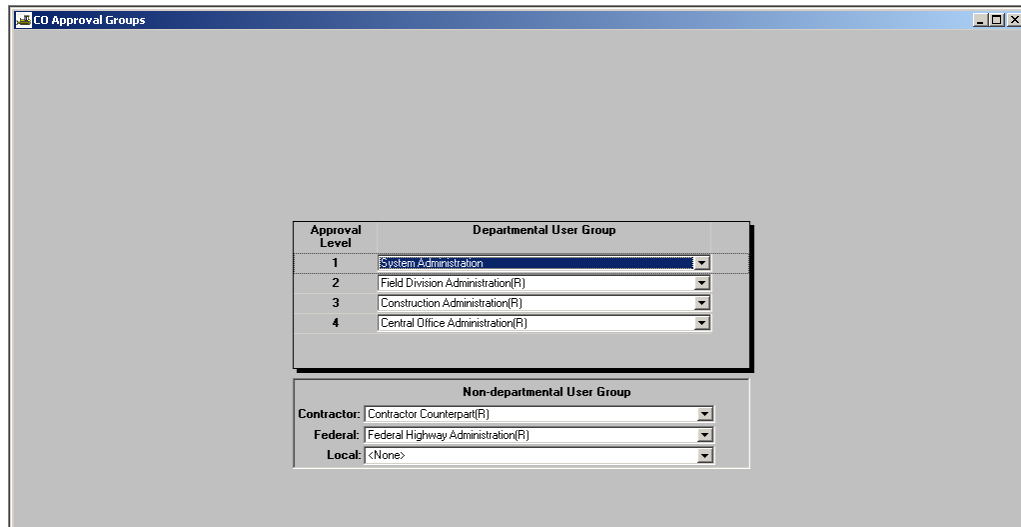 CO Approval Groups
Approval Level Departmental User Group
1 System Administration
2 Field Division Administration(R)
3 Construction Administration(R)
4 Central Office Administration(R)
Non-departmental User Group
Contractor: Contractor Counterpart(R)
Federal: Federal Highway Administration(R)
Local: <None>